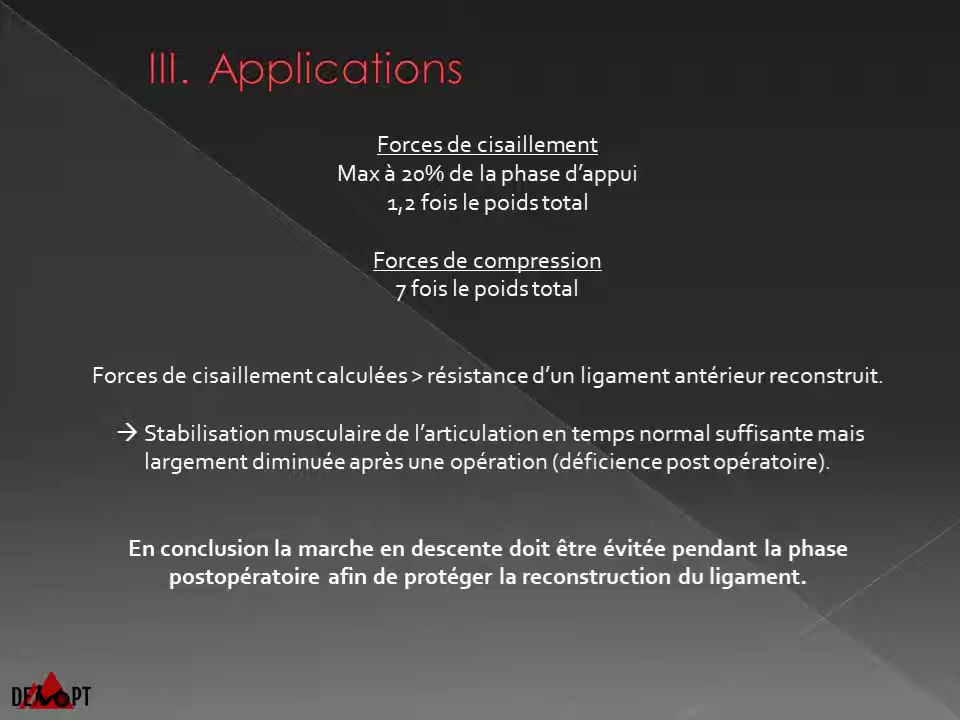 III. Applications
Forces de cisaillement
Max à 20% de la phase d’appui
1,2 fois le poids total
Forces de compression
7 fois le poids total
Forces de cisaillement calculées > résistance d’un ligament antérieur reconstruit.
→ Stabilisation musculaire de l’articulation en temps normal suffisante mais
largement diminuée après une opération (déficience post opératoire).
En conclusion la marche en descente doit être évitée pendant la phase
postopératoire afin de protéger la reconstruction du ligament.